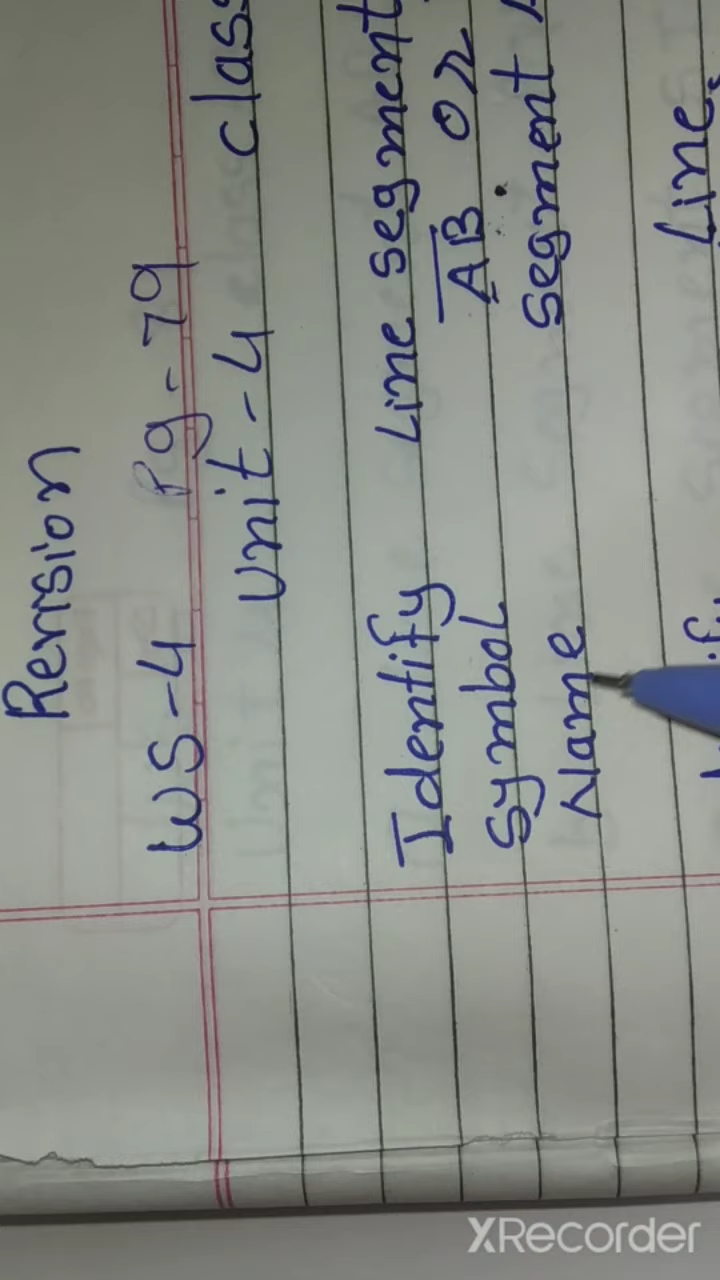 Revision
WS-4 Pg-79
Unit-4 class
Identify Line segment
Symbol AB or
Name Segment
Line
XRecorder